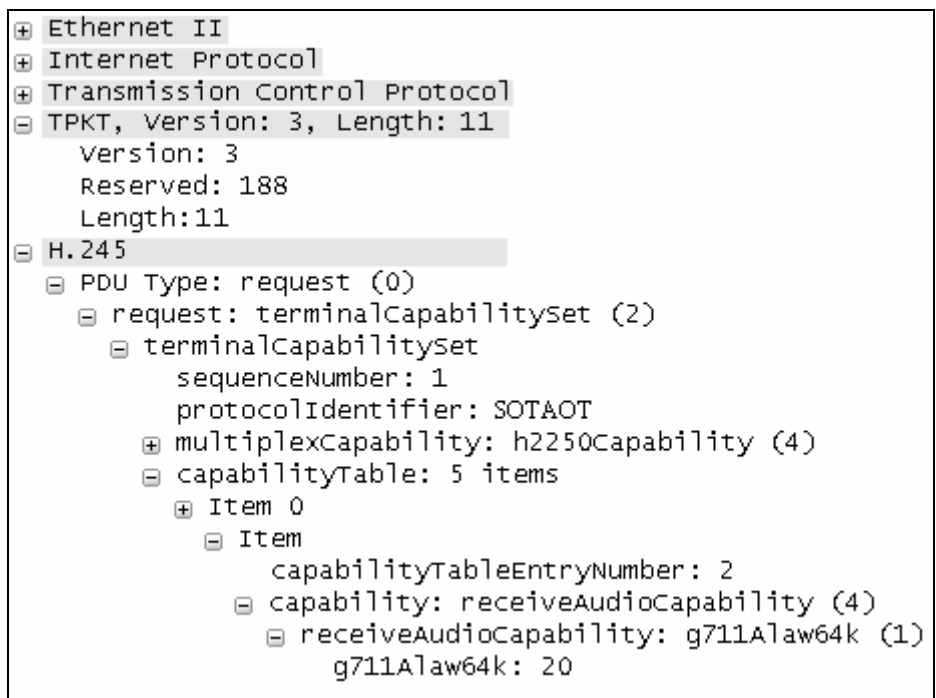 Ethernet II
Internet Protocol
Transmission Control Protocol
TPKT, Version: 3, Length: 11
Version: 3
Reserved: 188
Length:11
H.245
PDU Type: request (0)
request: terminalCapabilitySet (2)
terminalCapabilitySet
sequenceNumber: 1
protocolIdentifier: SOTAOT
multiplexCapability: h2250Capability (4)
capabilityTable: 5 items
Item 0
Item
capabilityTableEntryNumber: 2
capability: receiveAudioCapability (4)
receiveAudioCapability: g711Alaw64k (1)
g711Alaw64k: 20